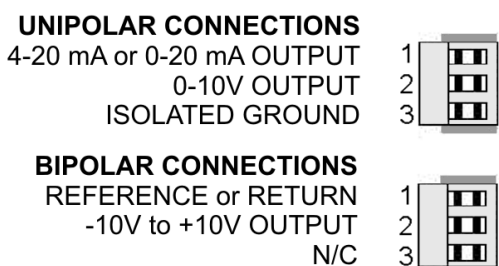 UNIPOLAR CONNECTIONS
4-20 mA or 0-20 mA OUTPUT 1
0-10V OUTPUT 2
ISOLATED GROUND 3
BIPOLAR CONNECTIONS
REFERENCE or RETURN 1
-10V to +10V OUTPUT 2
N/C 3